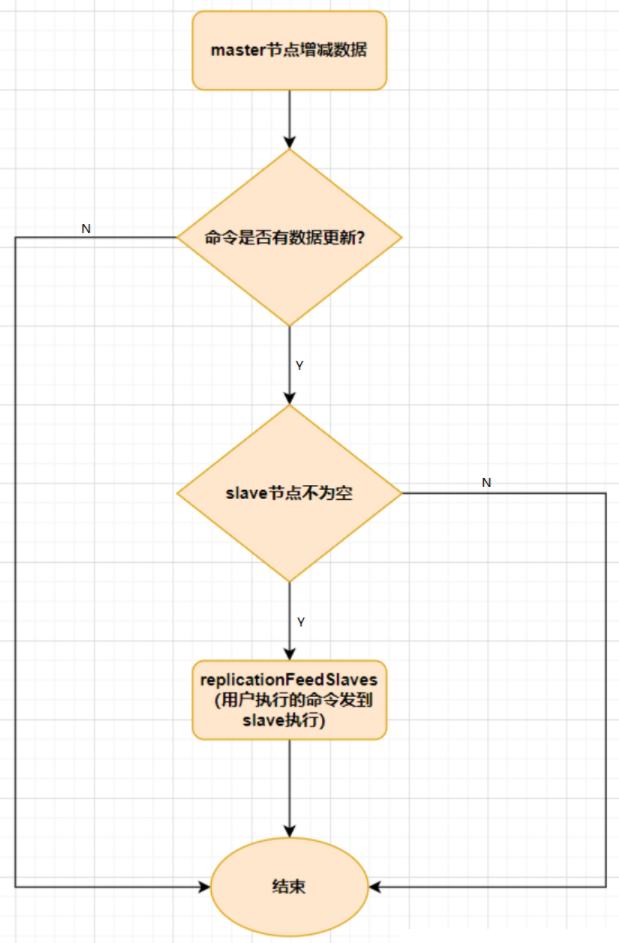 master节点增减数据
命令是否有数据更新?
N
Y
slave节点不为空
N
Y
replicationFeedSlaves
(用户执行的命令发到
slave执行)
结束